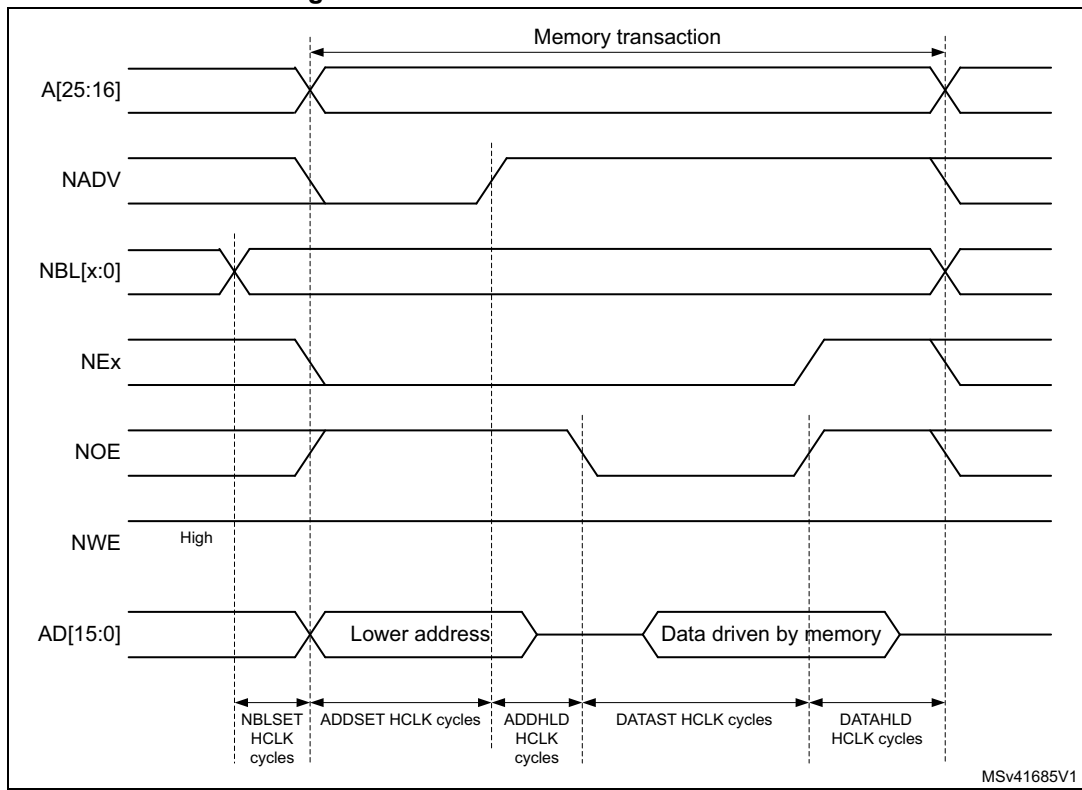 g
Memory transaction
A[25:16]
NADV
NBL[x:0]
NEx
NOE
NWE
High
AD[15:0]
Lower address
Data driven by memory
NBLSET
HCLK
cycles
ADDSET HCLK cycles
ADDHLD
HCLK
cycles
DATAST HCLK cycles
DATAHLD
HCLK cycles
MSv41685V1